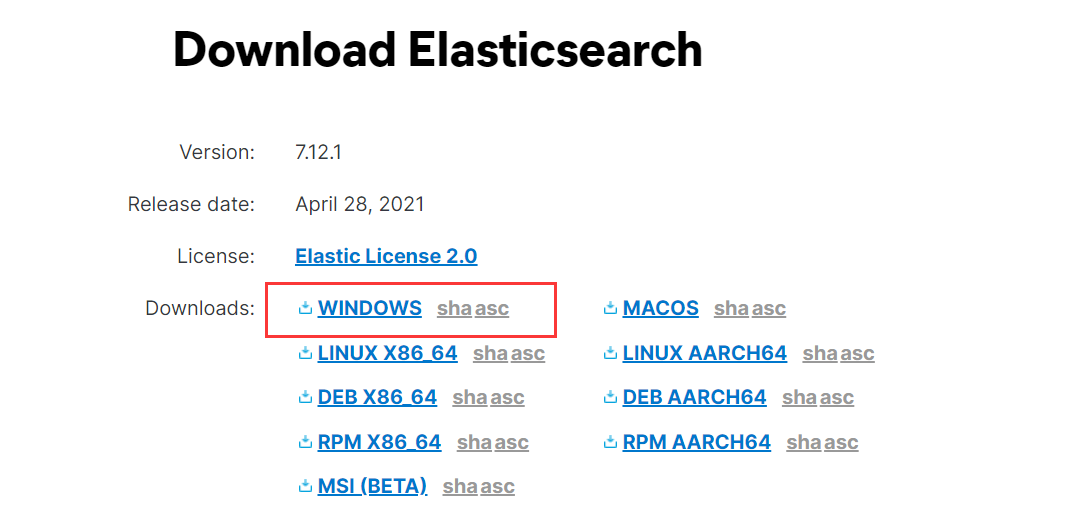 Download Elasticsearch
Version: 7.12.1
Release date: April 28, 2021
License: Elastic License 2.0
Downloads: WINDOWS sha asc MACOS sha asc
LINUX X86_64 sha asc LINUX AARCH64 sha asc
DEB X86_64 sha asc DEB AARCH64 sha asc
RPM X86_64 sha asc RPM AARCH64 sha asc
MSI (BETA) sha asc